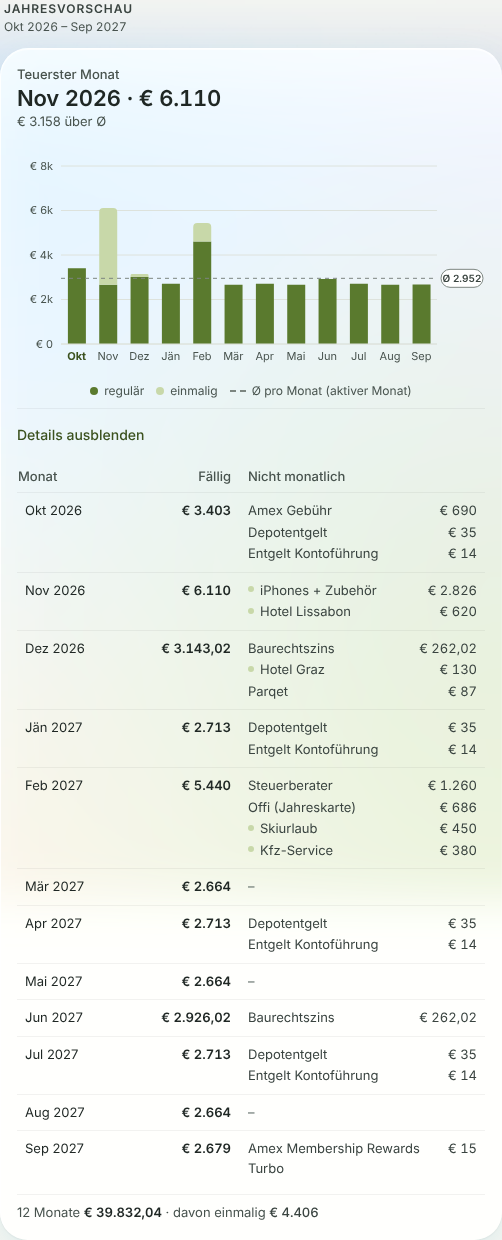 JAHRESVORSCHAU
Okt 2026 – Sep 2027
Teuerster Monat
Nov 2026 · € 6.110
€ 3.158 über Ø
€ 8k
€ 6k
€ 4k
Ø 2.952
€ 2k
€ 0
Okt Nov Dez Jän Feb Mär Apr Mai Jun Jul Aug Sep
regulär einmalig Ø pro Monat (aktiver Monat)
Details ausblenden
Monat Fällig Nicht monatlich
Okt 2026 € 3.403 Amex Gebühr € 690
Depotentgelt € 35
Entgelt Kontoführung € 14
Nov 2026 € 6.110 iPhones + Zubehör € 2.826
Hotel Lissabon € 620
Dez 2026 € 3.143,02 Baurechtszins € 262,02
Hotel Graz € 130
Parqet € 87
Jän 2027 € 2.713 Depotentgelt € 35
Entgelt Kontoführung € 14
Feb 2027 € 5.440 Steuerberater € 1.260
Offi (Jahreskarte) € 686
Skiurlaub € 450
Kfz-Service € 380
Mär 2027 € 2.664 –
Apr 2027 € 2.713 Depotentgelt € 35
Entgelt Kontoführung € 14
Mai 2027 € 2.664 –
Jun 2027 € 2.926,02 Baurechtszins € 262,02
Jul 2027 € 2.713 Depotentgelt € 35
Entgelt Kontoführung € 14
Aug 2027 € 2.664 –
Sep 2027 € 2.679 Amex Membership Rewards € 15
Turbo
12 Monate € 39.832,04 · davon einmalig € 4.406